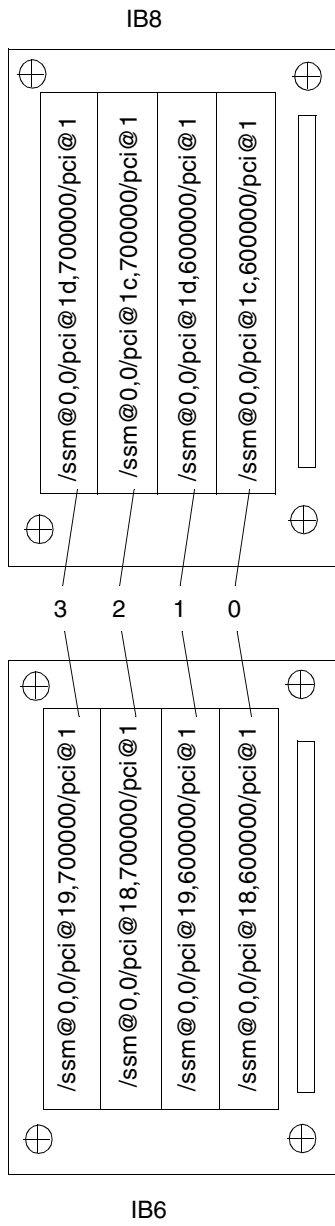 IB8
/ssm@0,0/pci@1d,700000/pci@1
/ssm@0,0/pci@1c,700000/pci@1
/ssm@0,0/pci@1d,600000/pci@1
/ssm@0,0/pci@1c,600000/pci@1
3 2 1 0
/ssm@0,0/pci@19,700000/pci@1
/ssm@0,0/pci@18,700000/pci@1
/ssm@0,0/pci@19,600000/pci@1
/ssm@0,0/pci@18,600000/pci@1
IB6